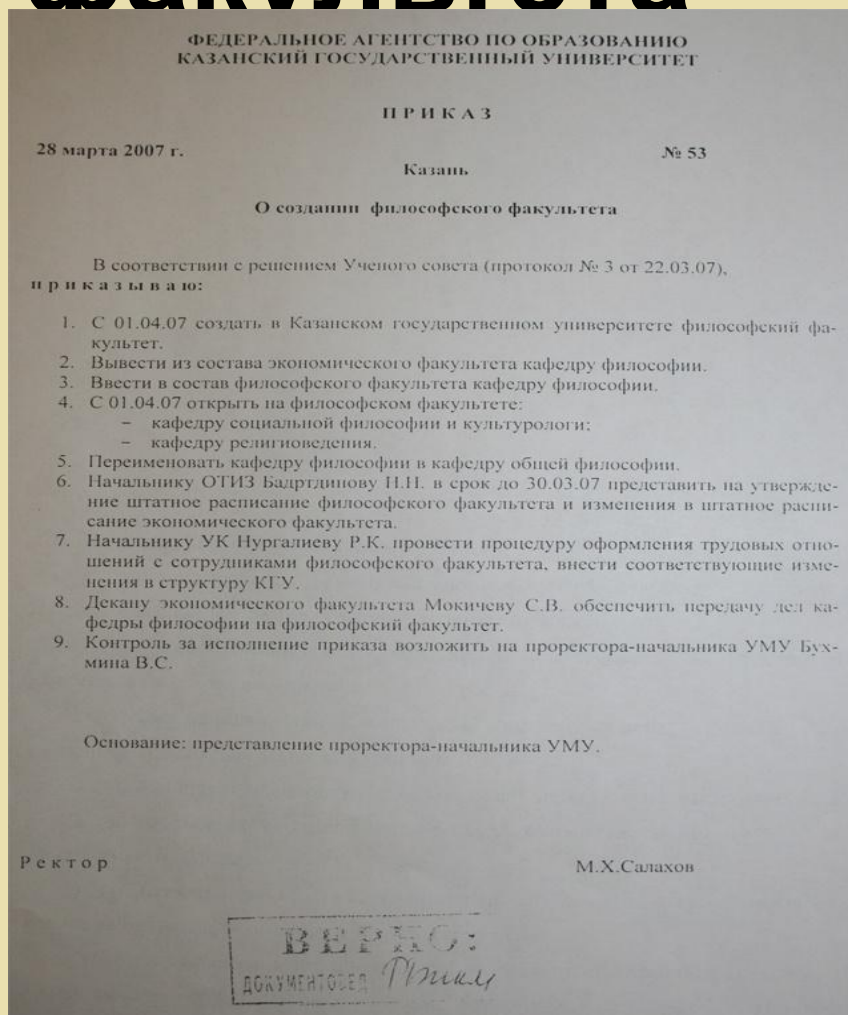 факультета
ФЕДЕРАЛЬНОЕ АГЕНТСТВО ПО ОБРАЗОВАНИЮ
КАЗАНСКИЙ ГОСУДАРСТВЕННЫЙ УНИВЕРСИТЕТ
П Р И К А З
28 марта 2007 г. № 53
Казань
О создании философского факультета
В соответствии с решением Ученого совета (протокол № 3 от 22.03.07),
п р и к а з ы в а ю:
1. С 01.04.07 создать в Казанском государственном университете философский фа-
культет.
2. Вывести из состава экономического факультета кафедру философии.
3. Ввести в состав философского факультета кафедру философии.
4. С 01.04.07 открыть на философском факультете:
– кафедру социальной философии и культурологи;
– кафедру религиоведения.
5. Переименовать кафедру философии в кафедру общей философии.
6. Начальнику ОТИЗ Бадртдинову Н.Н. в срок до 30.03.07 представить на утвержде-
ние штатное расписание философского факультета и изменения в штатное распи-
сание экономического факультета.
7. Начальнику УК Нургалиеву Р.К. провести процедуру оформления трудовых отно-
шений с сотрудниками философского факультета, внести соответствующие изме-
нения в структуру КГУ.
8. Декану экономического факультета Мокичеву С.В. обеспечить передачу дел ка-
федры философии на философский факультет.
9. Контроль за исполнение приказа возложить на проректора-начальника УМУ Бух-
мина В.С.
Основание: представление проректора-начальника УМУ.
Р е к т о р М.Х.Салахов
ВЕРНО:
ДОКУМЕНТОВЕД